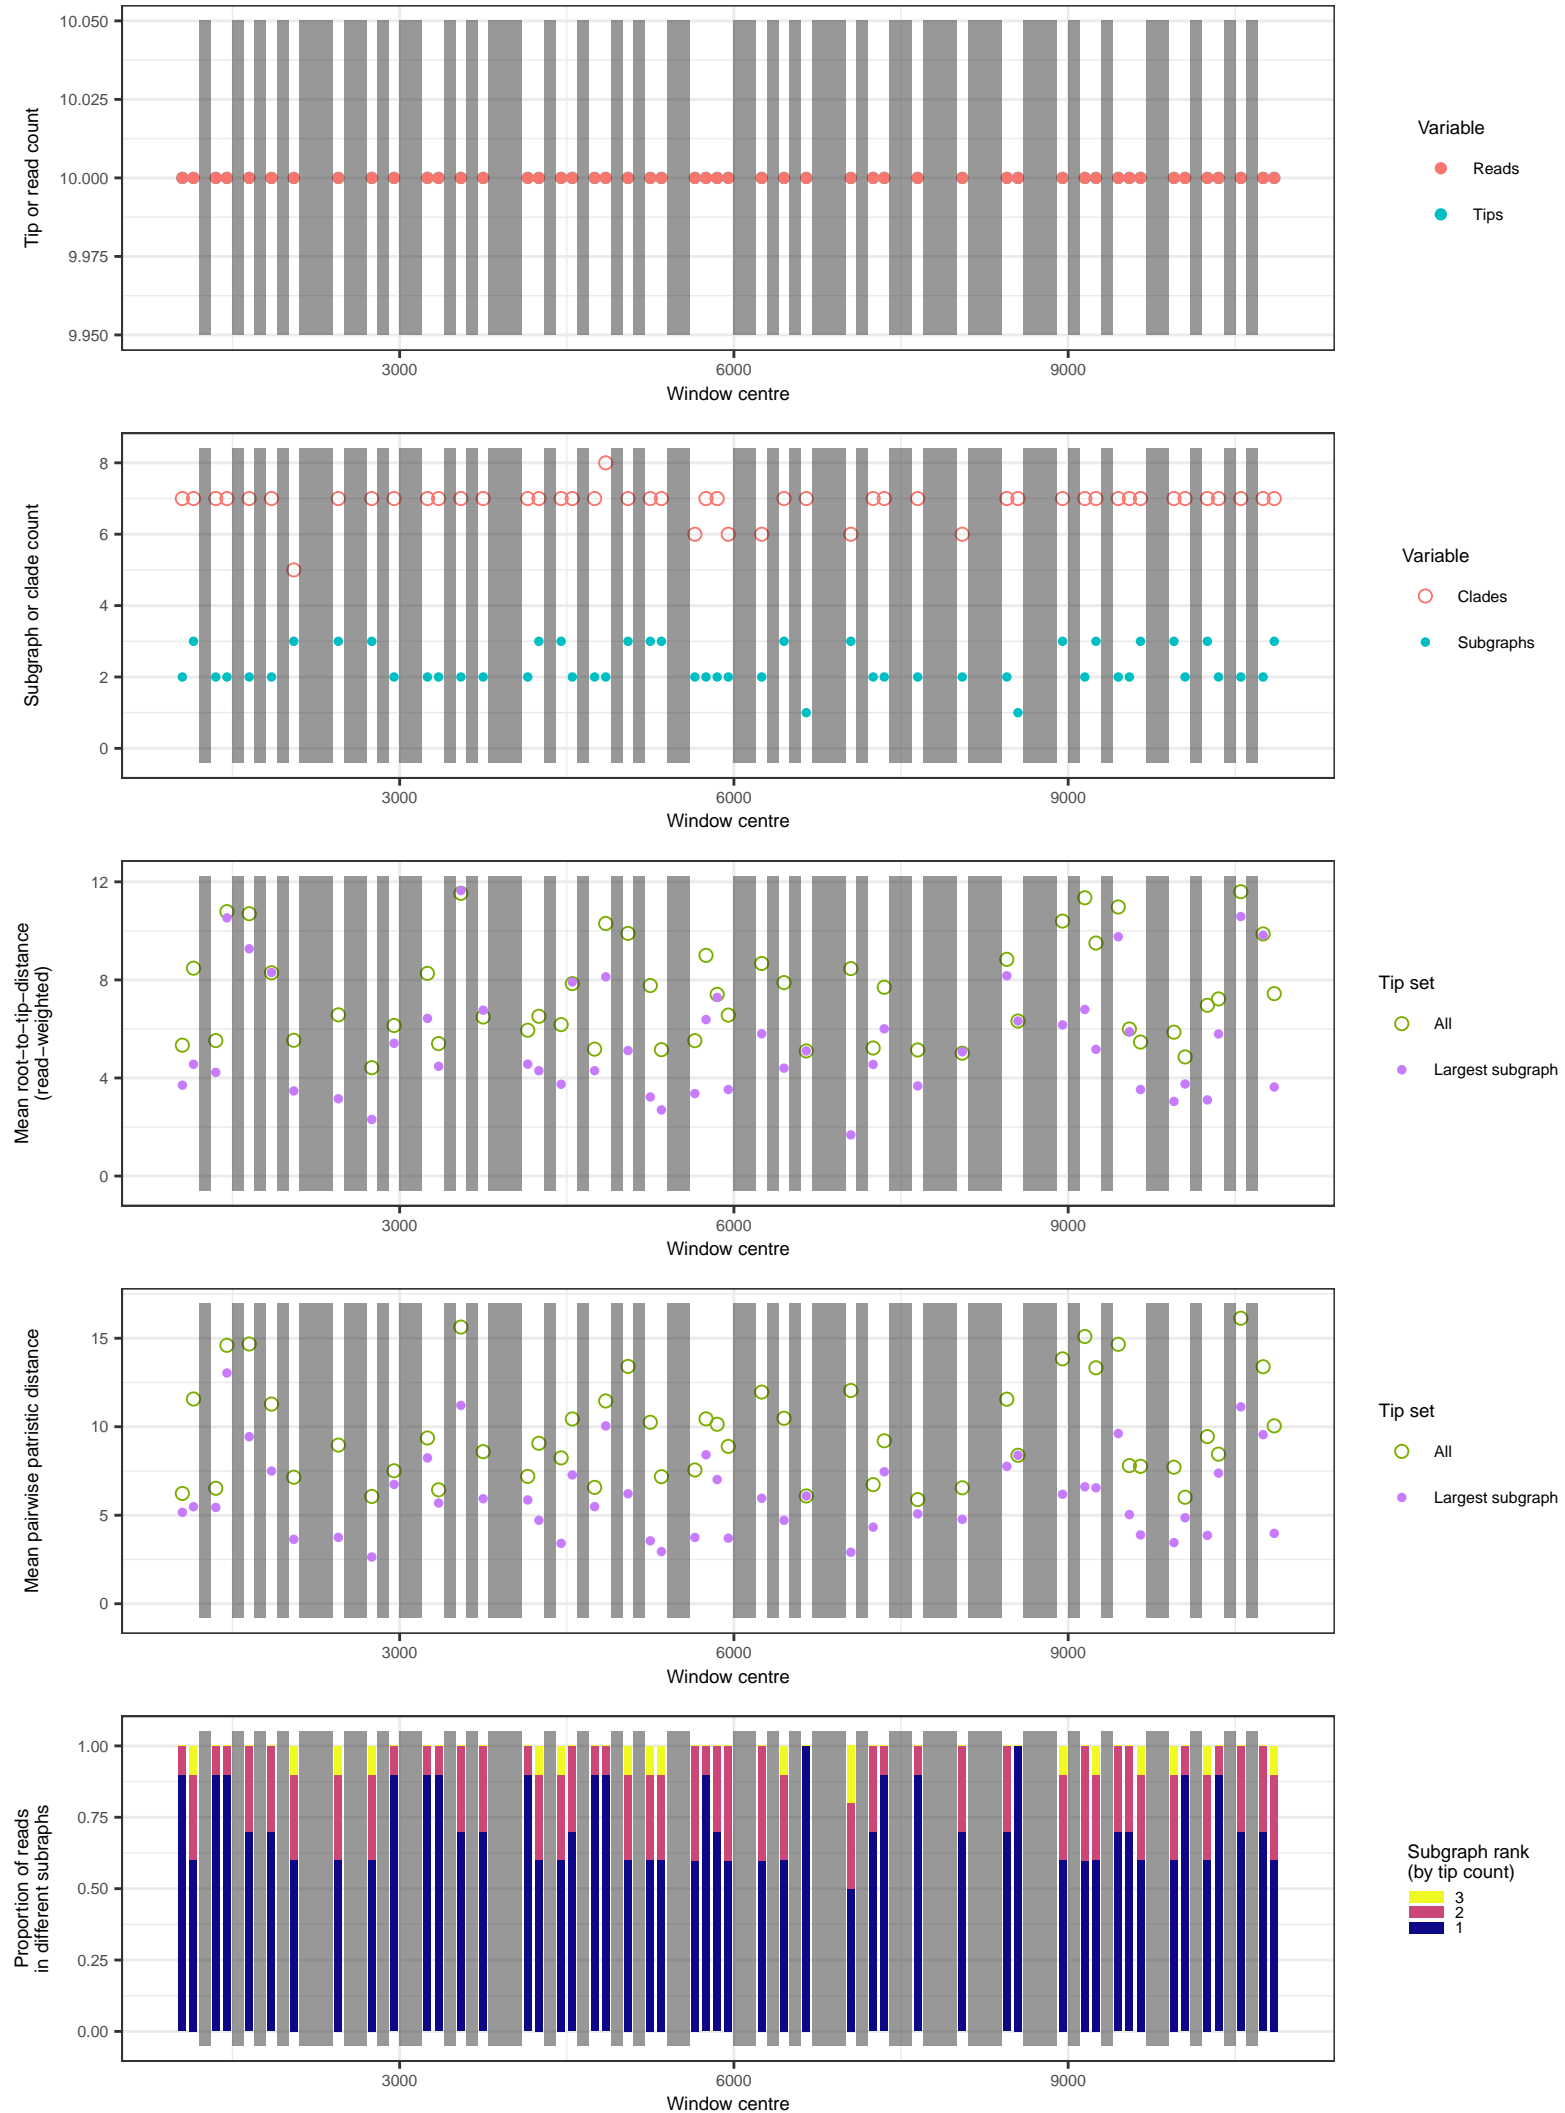 10.050
10.025
10.000
9.975
9.950
Tip or read count
3000 6000 9000
Window centre
Variable
Reads
Tips
8
6
4
2
0
Subgraph or clade count
3000 6000 9000
Window centre
Variable
Clades
Subgraphs
12
8
4
0
Mean root−to−tip−distance
(read−weighted)
3000 6000 9000
Window centre
Tip set
All
Largest subgraph
15
10
5
0
Mean pairwise patristic distance
3000 6000 9000
Window centre
Tip set
All
Largest subgraph
1.00
0.75
0.50
0.25
0.00
Proportion of reads
in different subraphs
3000 6000 9000
Window centre
Subgraph rank
(by tip count)
3
2
1